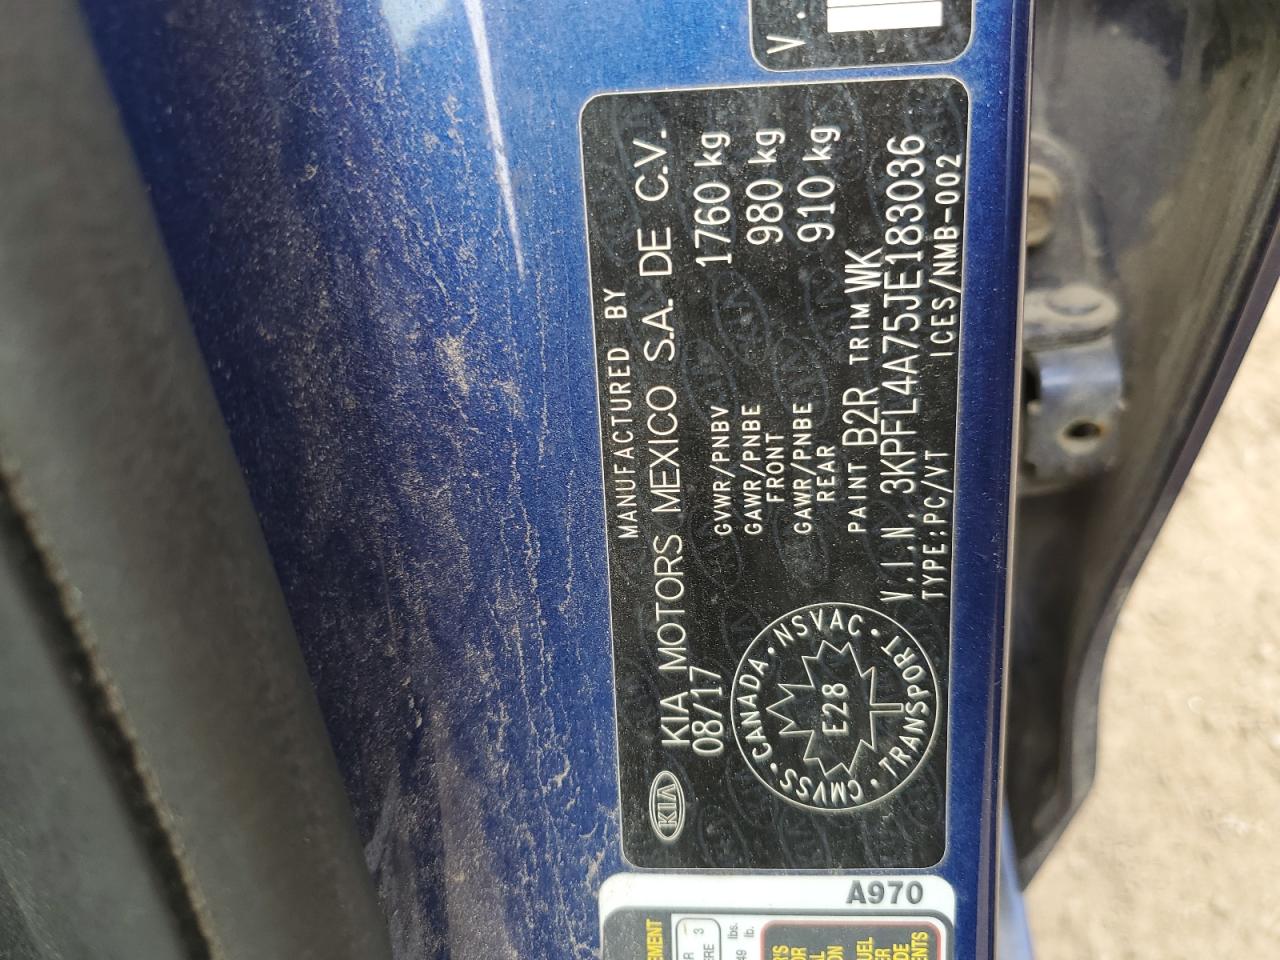 V.
MANUFACTURED BY
KIA MOTORS MEXICO S.A. DE C.V.
08/17
GVWR/PNBV 1760 kg
GAWR/PNBE FRONT 980 kg
GAWR/PNBE REAR 910 kg
PAINT B2R TRIM WK
V.I.N. 3KPFL4A75JE183036
TYPE:PC/VT ICES/NMB-002
KIA
CMVSS • CANADA • NSVAC • TRANSPORT •
E28
A970